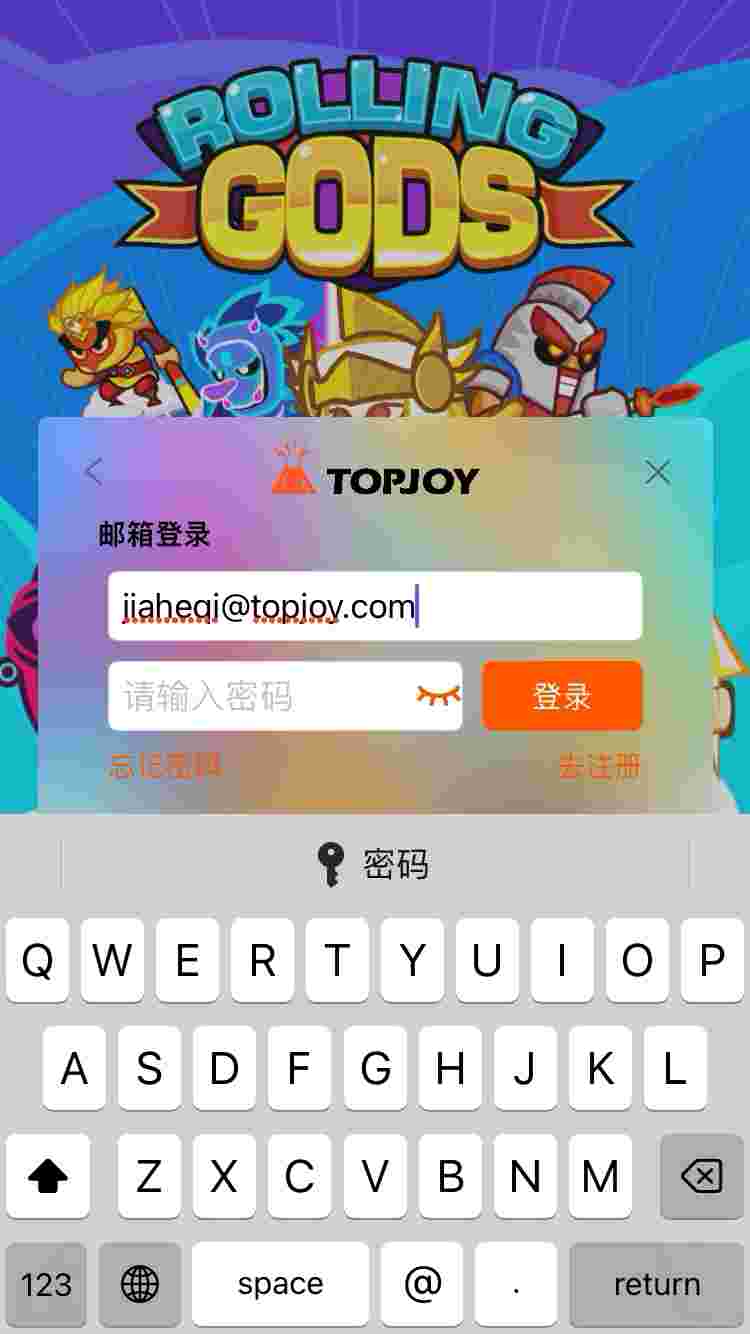 ROLLING
GODS
TOPJOY
邮箱登录
jiaheqi@topjoy.com
请输入密码
登录
忘记密码
去注册
密码
Q W E R T Y U I O P
A S D F G H J K L
Z X C V B N M
123
space
@
.
return